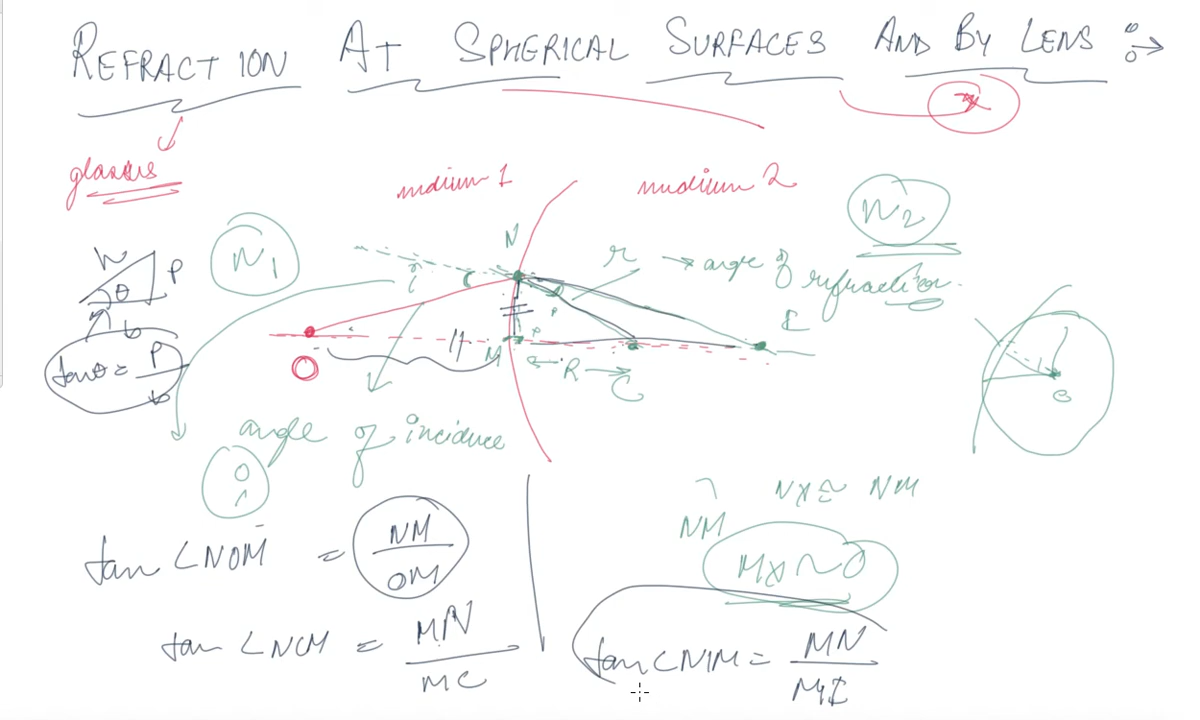 REFRACTION AT SPHERICAL SURFACES AND BY LENS :→
glasses
medium 1
medium 2
n1
n2
N
i
r → angle of refraction
h
P
θ
b
tanθ = P/b
O
M
R
C
I
C
angle of incidence
i
NX ≈ NM
NM
MX ~ 0
tan ∠NOM = NM/OM
tan ∠NCM = MN/MC
tan ∠NIM = MN/MI